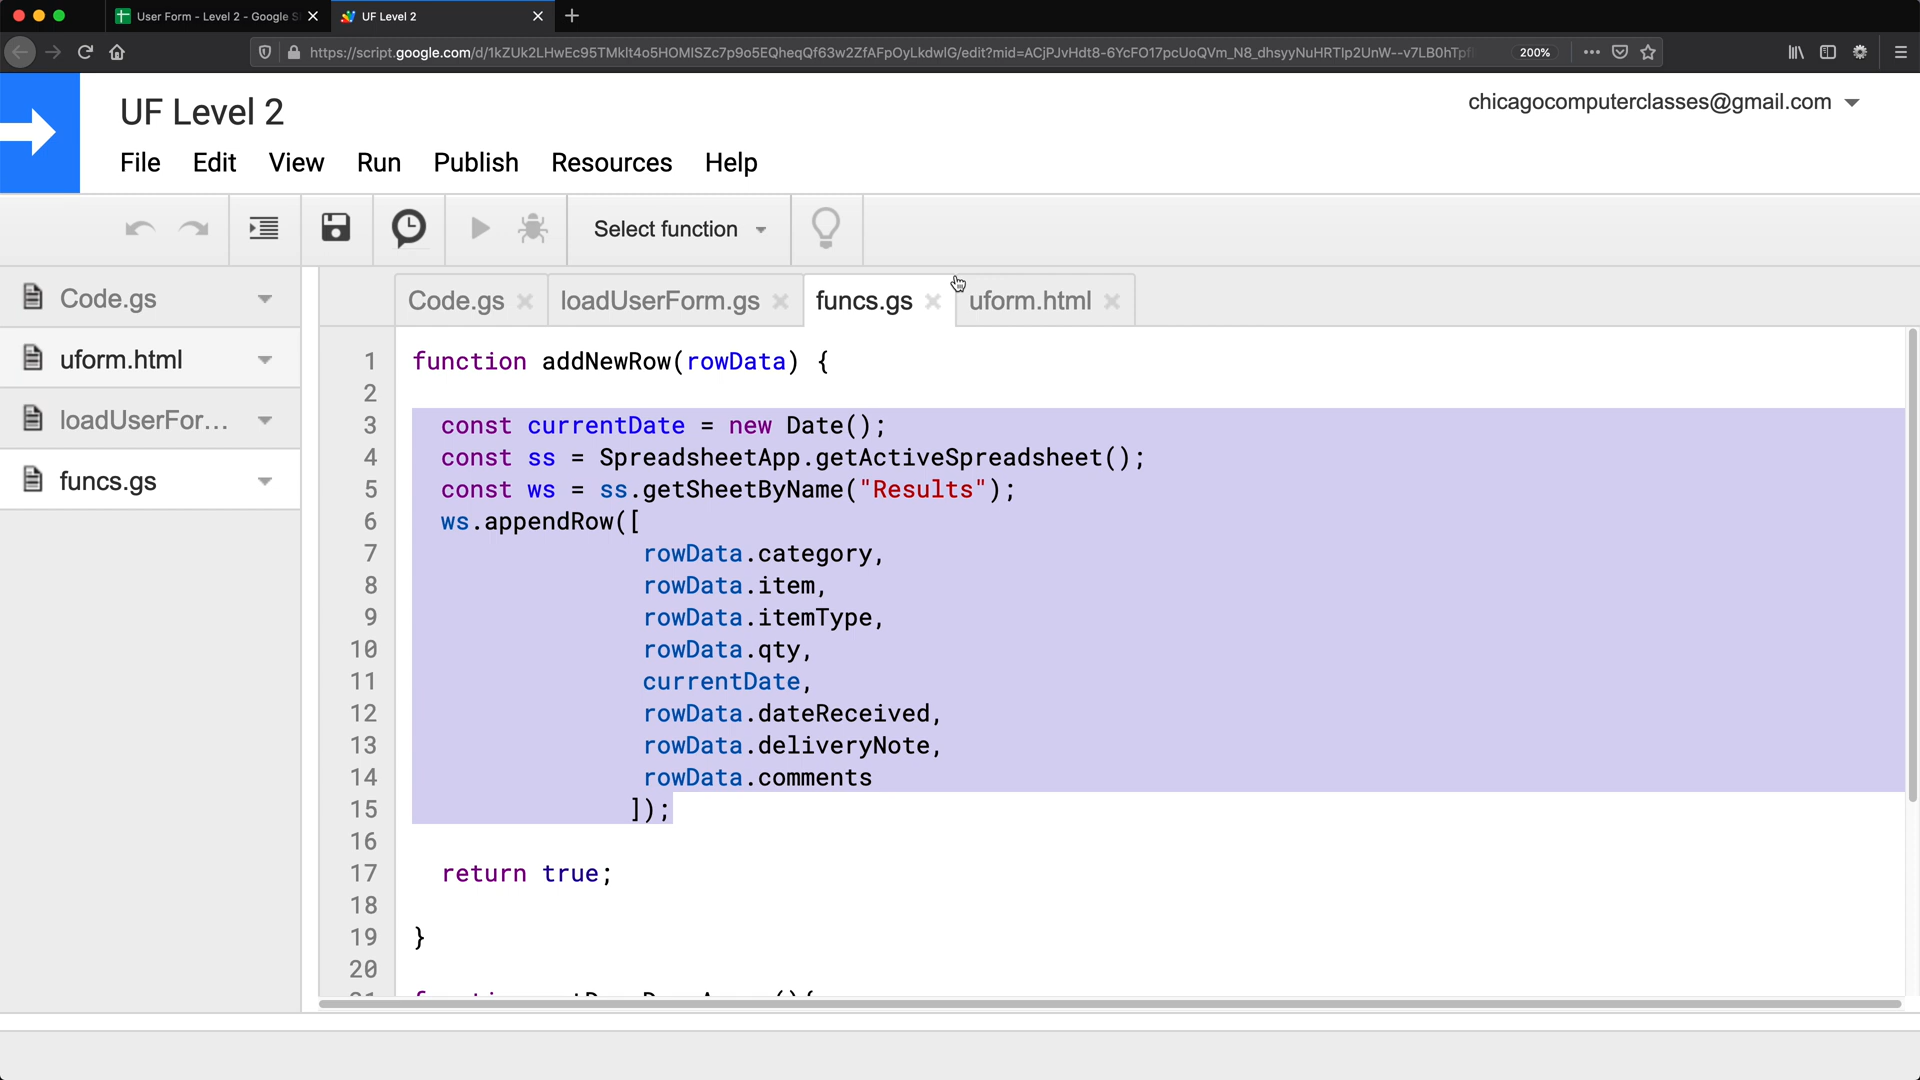 User Form - Level 2 - Google S
UF Level 2
https://script.google.com/d/1kZUk2LHwEc95TMklt4o5HOMISZc7p9o5EQheqQf63w2ZfAFpOyLkdwlG/edit?mid=ACjPJvHdt8-6YcFO17pcUoQVm_N8_dhsyyNuHRTlp2UnW--v7LB0hTpf
200%
UF Level 2
chicagocomputerclasses@gmail.com
File Edit View Run Publish Resources Help
Select function
Code.gs
uform.html
loadUserFor...
funcs.gs
Code.gs loadUserForm.gs funcs.gs uform.html
1 function addNewRow(rowData) {
2
3 const currentDate = new Date();
4 const ss = SpreadsheetApp.getActiveSpreadsheet();
5 const ws = ss.getSheetByName("Results");
6 ws.appendRow([
7 rowData.category,
8 rowData.item,
9 rowData.itemType,
10 rowData.qty,
11 currentDate,
12 rowData.dateReceived,
13 rowData.deliveryNote,
14 rowData.comments
15 ]);
16
17 return true;
18
19 }
20